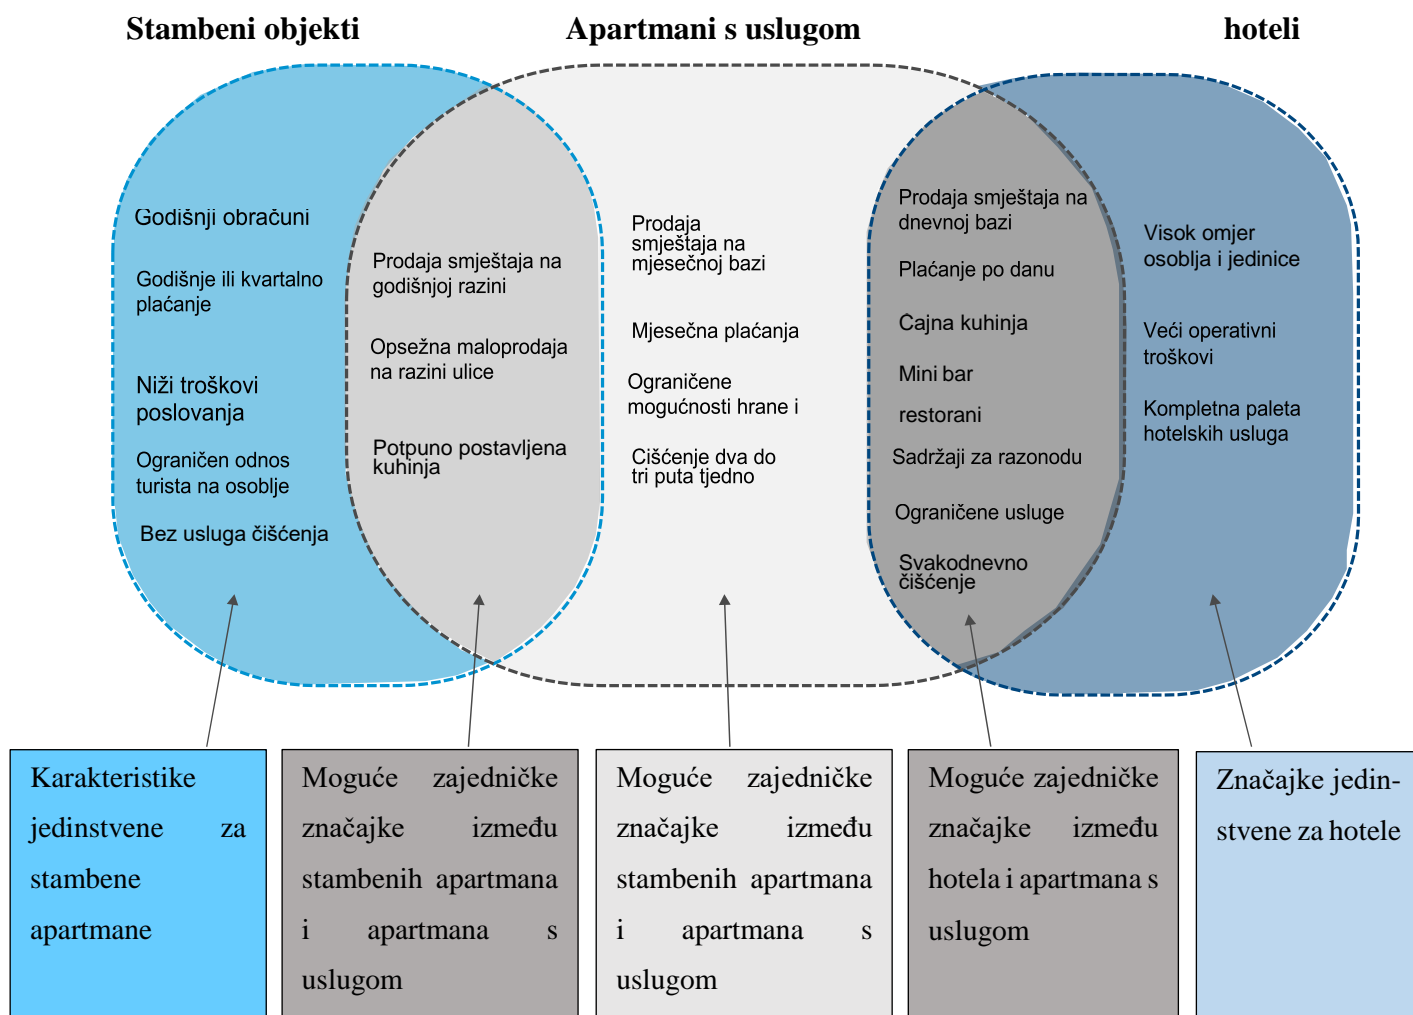 Stambeni objekti
Apartmani s uslugom
hoteli
Godišnji obračuni
Godišnje ili kvartalno
plaćanje
Niži troškovi
poslovanja
Ograničen odnos
turista na osoblje
Bez usluga čišćenja
Prodaja smještaja na
godišnjoj razini
Opsežna maloprodaja
na razini ulice
Potpuno postavljena
kuhinja
Prodaja
smještaja na
mjesečnoj bazi
Mjesečna plaćanja
Ograničene
mogućnosti hrane i
Cišćenje dva do
tri puta tjedno
Prodaja smještaja na
dnevnoj bazi
Plaćanje po danu
Cajna kuhinja
Mini bar
restorani
Sadržaji za razonodu
Ograničene usluge
Svakodnevno
čišćenje
Visok omjer
osoblja i jedinice
Veći operativni
troškovi
Kompletna paleta
hotelskih usluga
Karakteristike
jedinstvene za
stambene
apartmane
Moguće zajedničke
značajke između
stambenih apartmana
i apartmana s
uslugom
Moguće zajedničke
značajke između
stambenih apartmana
i apartmana s
uslugom
Moguće zajedničke
značajke između
hotela i apartmana s
uslugom
Značajke jedin-
stvene za hotele